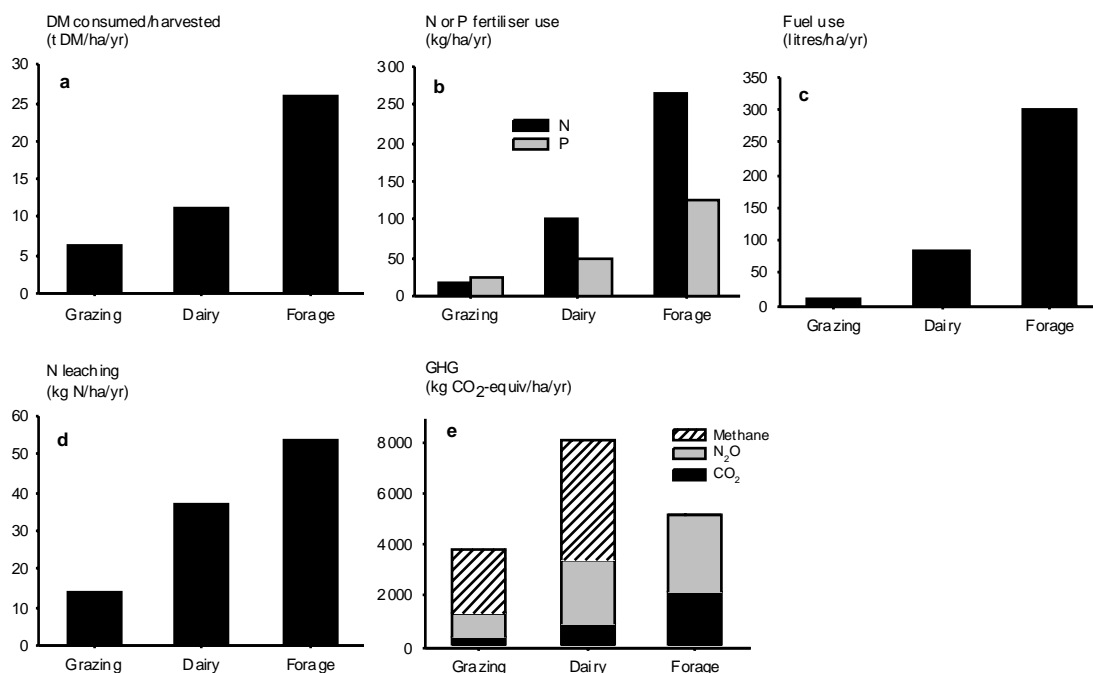 DM consumed/harvested
(t DM/ha/yr)
30
25
20
15
10
5
0
a
Grazing Dairy Forage
N or P fertiliser use
(kg/ha/yr)
300
250
200
150
100
50
0
b
N
P
Grazing Dairy Forage
Fuel use
(litres/ha/yr)
350
300
250
200
150
100
50
0
c
Grazing Dairy Forage
N leaching
(kg N/ha/yr)
60
50
40
30
20
10
0
d
Grazing Dairy Forage
GHG
(kg CO₂-equiv/ha/yr)
8000
6000
4000
2000
0
e
Methane
N₂O
CO₂
Grazing Dairy Forage